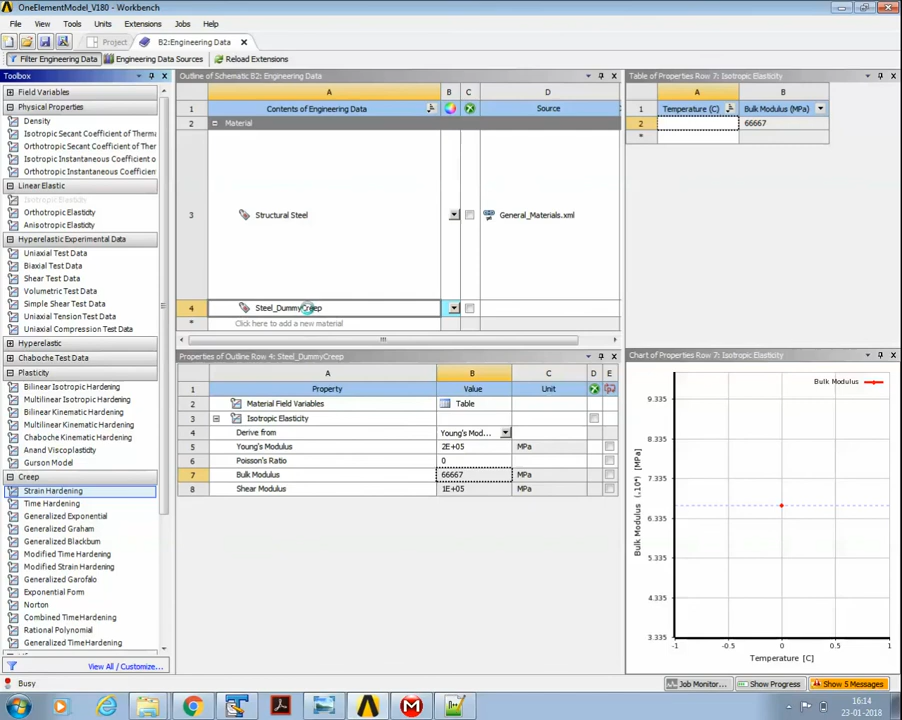 OneElementModel_V180 - Workbench
File View Tools Units Extensions Jobs Help
Project B2:Engineering Data
Filter Engineering Data Engineering Data Sources Reload Extensions
Toolbox
Field Variables
Physical Properties
Density
Isotropic Secant Coefficient of Therma
Orthotropic Secant Coefficient of Ther
Isotropic Instantaneous Coefficient of
Orthotropic Instantaneous Coefficient
Linear Elastic
Isotropic Elasticity
Orthotropic Elasticity
Anisotropic Elasticity
Hyperelastic Experimental Data
Uniaxial Test Data
Biaxial Test Data
Shear Test Data
Volumetric Test Data
Simple Shear Test Data
Uniaxial Tension Test Data
Uniaxial Compression Test Data
Hyperelastic
Chaboche Test Data
Plasticity
Bilinear Isotropic Hardening
Multilinear Isotropic Hardening
Bilinear Kinematic Hardening
Multilinear Kinematic Hardening
Chaboche Kinematic Hardening
Anand Viscoplasticity
Gurson Model
Creep
Strain Hardening
Time Hardening
Generalized Exponential
Generalized Graham
Generalized Blackburn
Modified Time Hardening
Modified Strain Hardening
Generalized Garofalo
Exponential Form
Norton
Combined Time Hardening
Rational Polynomial
Generalized Time Hardening
View All / Customize...
Outline of Schematic B2: Engineering Data
A B C D
1 Contents of Engineering Data Source
2 Material
3 Structural Steel General_Materials.xml
4 Steel_DummyCreep
* Click here to add a new material
Properties of Outline Row 4: Steel_DummyCreep
A B C D E
1 Property Value Unit
2 Material Field Variables Table
3 Isotropic Elasticity
4 Derive from Young's Mod...
5 Young's Modulus 2E+05 MPa
6 Poisson's Ratio 0
7 Bulk Modulus 66667 MPa
8 Shear Modulus 1E+05 MPa
Table of Properties Row 7: Isotropic Elasticity
A B
1 Temperature (C) Bulk Modulus (MPa)
2 66667
*
Chart of Properties Row 7: Isotropic Elasticity
Bulk Modulus
9.335
8.335
7.335
6.335
5.335
4.335
3.335
Bulk Modulus (.10⁴) [MPa]
-1 -0.5 0 0.5 1
Temperature [C]
Busy
Job Monitor... Show Progress Show 5 Messages
16:14
23-01-2018